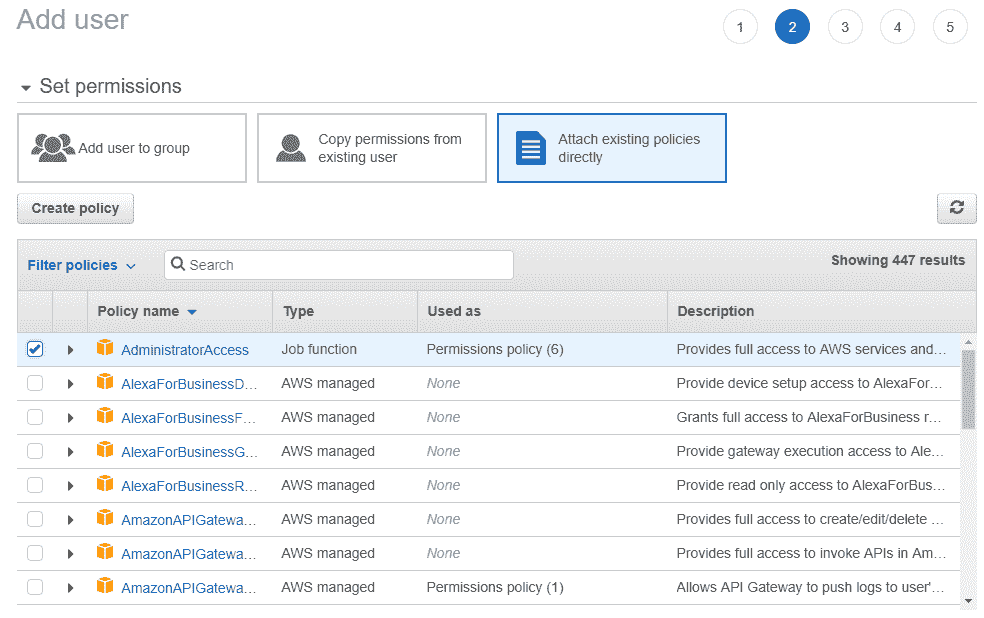 Add user
1 2 3 4 5
Set permissions
Add user to group
Copy permissions from
existing user
Attach existing policies
directly
Create policy
Filter policies Search Showing 447 results
Policy name Type Used as Description
AdministratorAccess Job function Permissions policy (6) Provides full access to AWS services and…
AlexaForBusinessD… AWS managed None Provide device setup access to AlexaFor…
AlexaForBusinessF… AWS managed None Grants full access to AlexaForBusiness r…
AlexaForBusinessG… AWS managed None Provide gateway execution access to Ale…
AlexaForBusinessR… AWS managed None Provide read only access to AlexaForBus…
AmazonAPIGatewa… AWS managed None Provides full access to create/edit/delete …
AmazonAPIGatewa… AWS managed None Provides full access to invoke APIs in Am…
AmazonAPIGatewa… AWS managed Permissions policy (1) Allows API Gateway to push logs to user'…